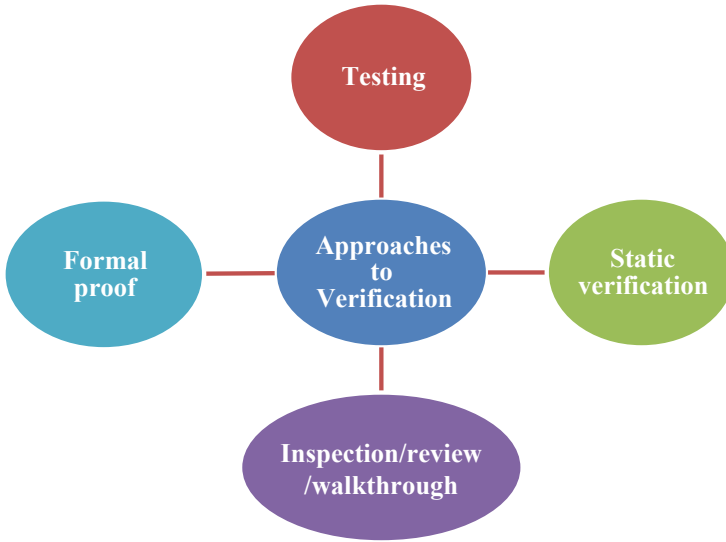 Testing
Formal
proof
Approaches
to
Verification
Static
verification
Inspection/review
/walkthrough